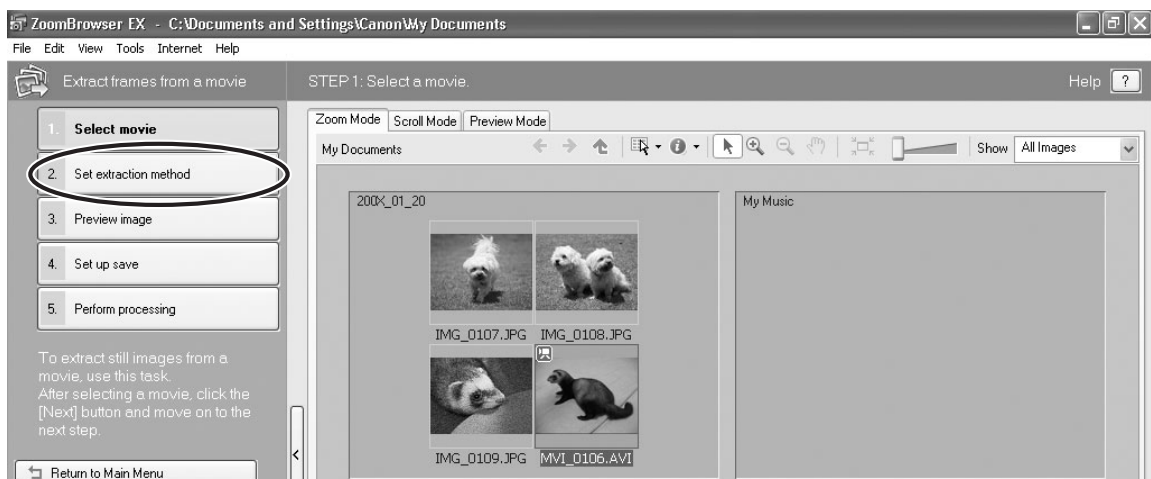 ZoomBrowser EX - C:\Documents and Settings\Canon\My Documents
File Edit View Tools Internet Help
Extract frames from a movie
STEP 1: Select a movie.
Help ?
1. Select movie
2. Set extraction method
3. Preview image
4. Set up save
5. Perform processing
To extract still images from a
movie, use this task.
After selecting a movie, click the
[Next] button and move on to the
next step.
Return to Main Menu
Zoom Mode Scroll Mode Preview Mode
My Documents
Show All Images
200X_01_20
IMG_0107.JPG IMG_0108.JPG
IMG_0109.JPG MVI_0106.AVI
My Music